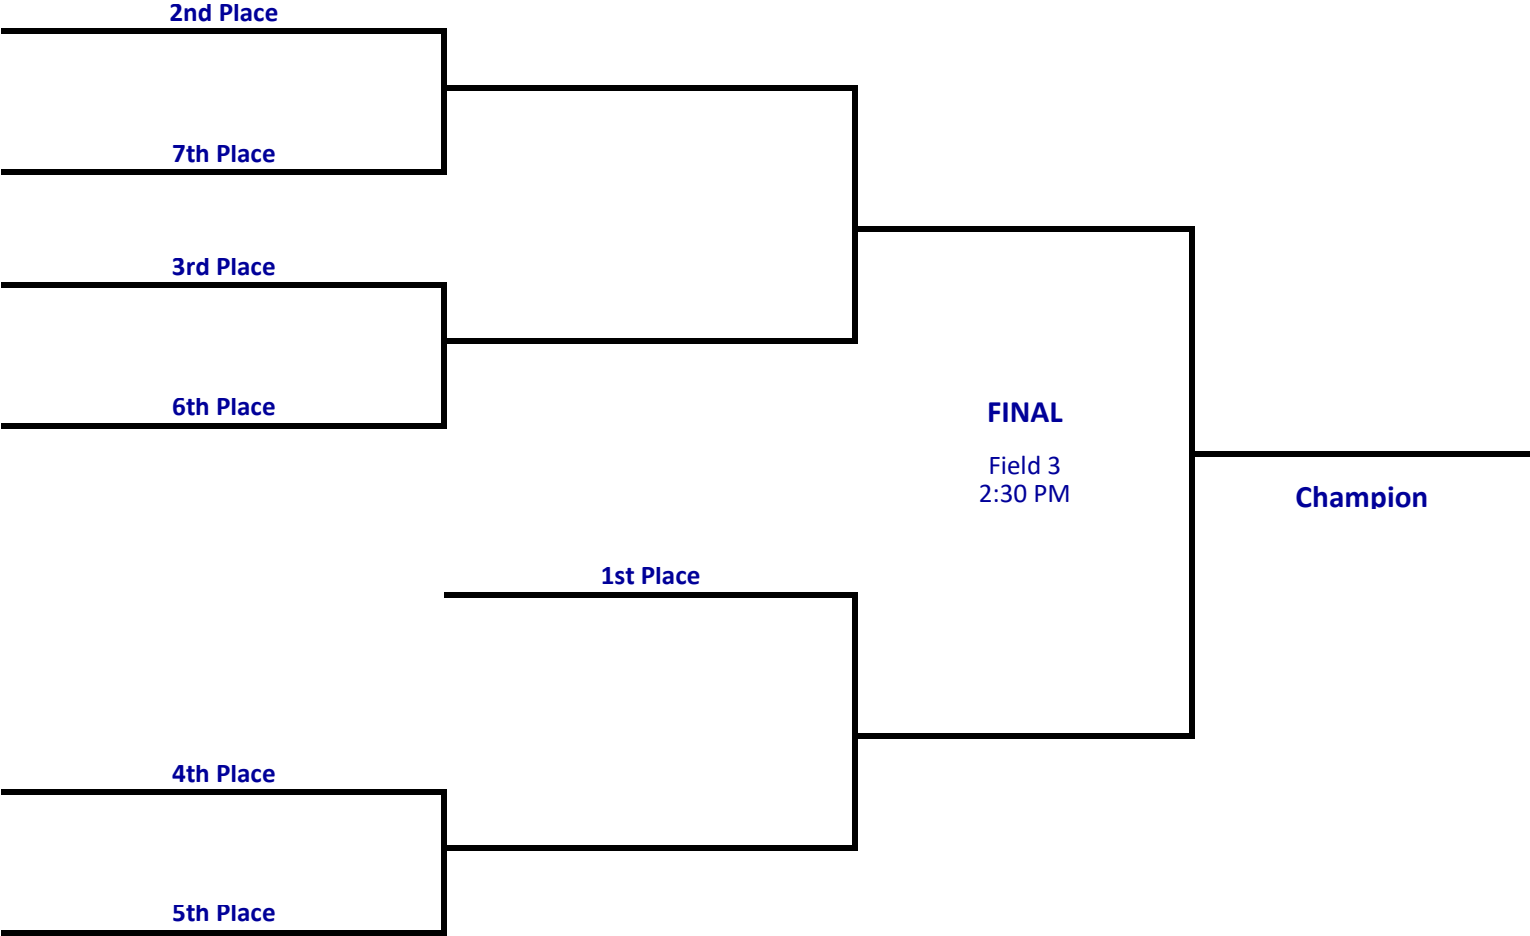 2nd Place
7th Place
3rd Place
6th Place
FINAL
Field 3
2:30 PM
Champion
1st Place
4th Place
5th Place